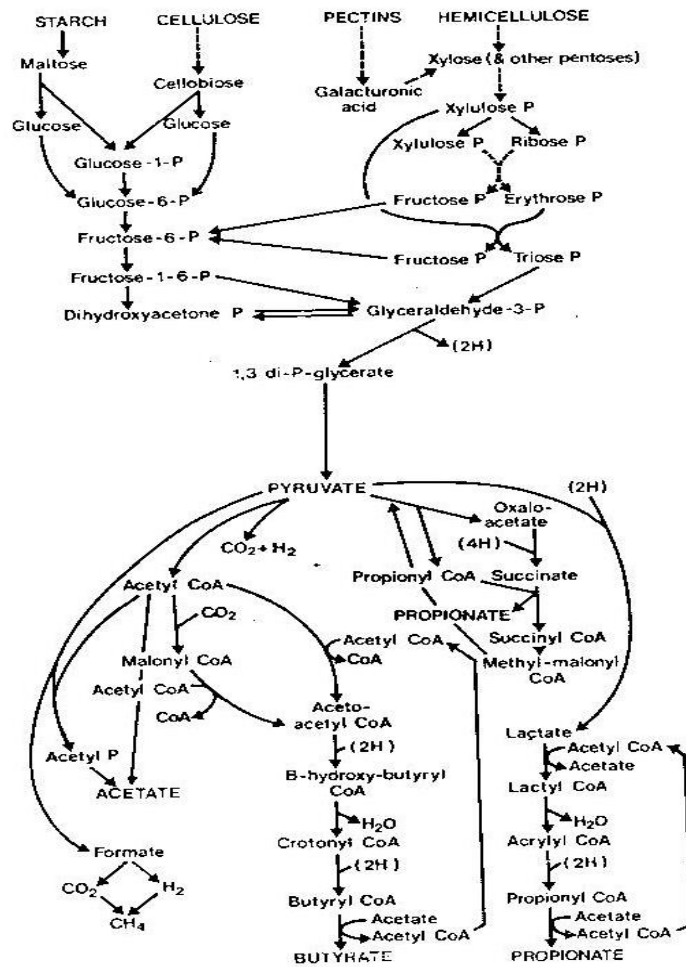 STARCH CELLULOSE PECTINS HEMICELLULOSE
Maltose Xylose (& other pentoses)
Cellobiose Galacturonic
acid
Xylulose P
Glucose Glucose
Xylulose P Ribose P
Glucose-1-P
Glucose-6-P Fructose P Erythrose P
Fructose-6-P
Fructose P Triose P
Fructose-1-6-P
Dihydroxyacetone P Glyceraldehyde-3-P
(2H)
1,3 di-P-glycerate
PYRUVATE (2H)
Oxalo-
acetate
CO2+H2 (4H)
Acetyl CoA Propionyl CoA Succinate
CO2 PROPIONATE
Acetyl CoA Succinyl CoA
Malonyl CoA CoA Methyl-malonyl
CoA
Acetyl CoA
CoA Aceto-
acetyl CoA
Lactate
Acetyl P (2H) Acetyl CoA
Acetate
ACETATE B-hydroxy-butyryl
CoA
Lactyl CoA
H2O H2O
Formate Crotonyl CoA Acrylyl CoA
(2H) (2H)
CO2 H2
Butyryl CoA Propionyl CoA
CH4 Acetate Acetate
Acetyl CoA Acetyl CoA
BUTYRATE PROPIONATE